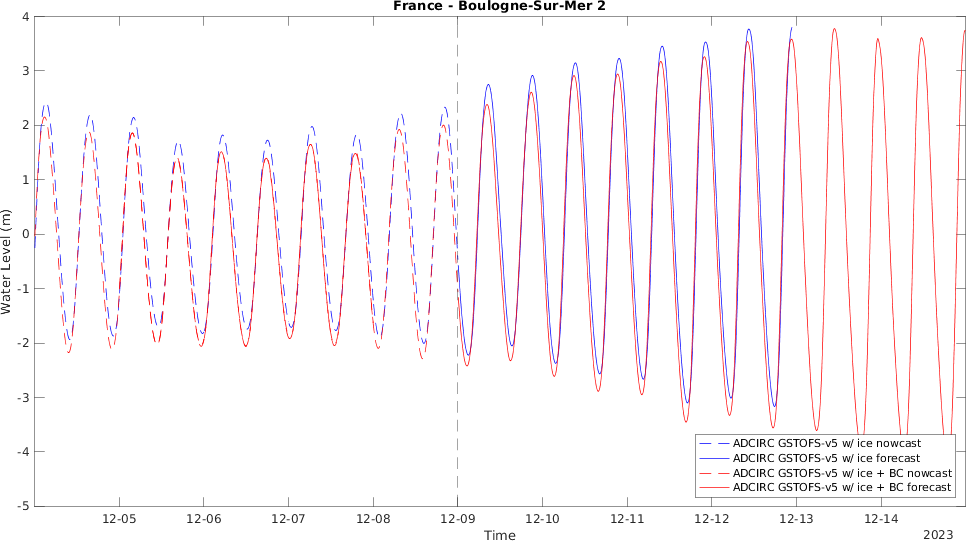 France - Boulogne-Sur-Mer 2
4
3
2
1
0
-1
-2
-3
-4
-5
Water Level (m)
ADCIRC GSTOFS-v5 w/ ice nowcast
ADCIRC GSTOFS-v5 w/ ice forecast
ADCIRC GSTOFS-v5 w/ ice + BC nowcast
ADCIRC GSTOFS-v5 w/ ice + BC forecast
12-05 12-06 12-07 12-08 12-09 12-10 12-11 12-12 12-13 12-14
Time
2023